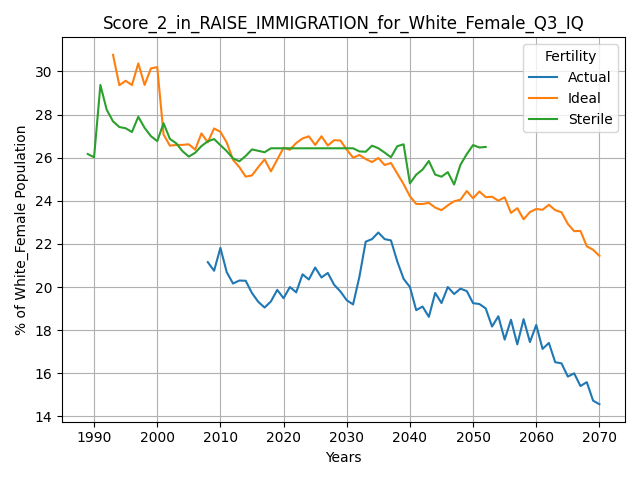 Score_2_in_RAISE_IMMIGRATION_for_White_Female_Q3_IQ
Fertility
Actual
Ideal
Sterile
% of White_Female Population
30
28
26
24
22
20
18
16
14
1990 2000 2010 2020 2030 2040 2050 2060 2070
Years